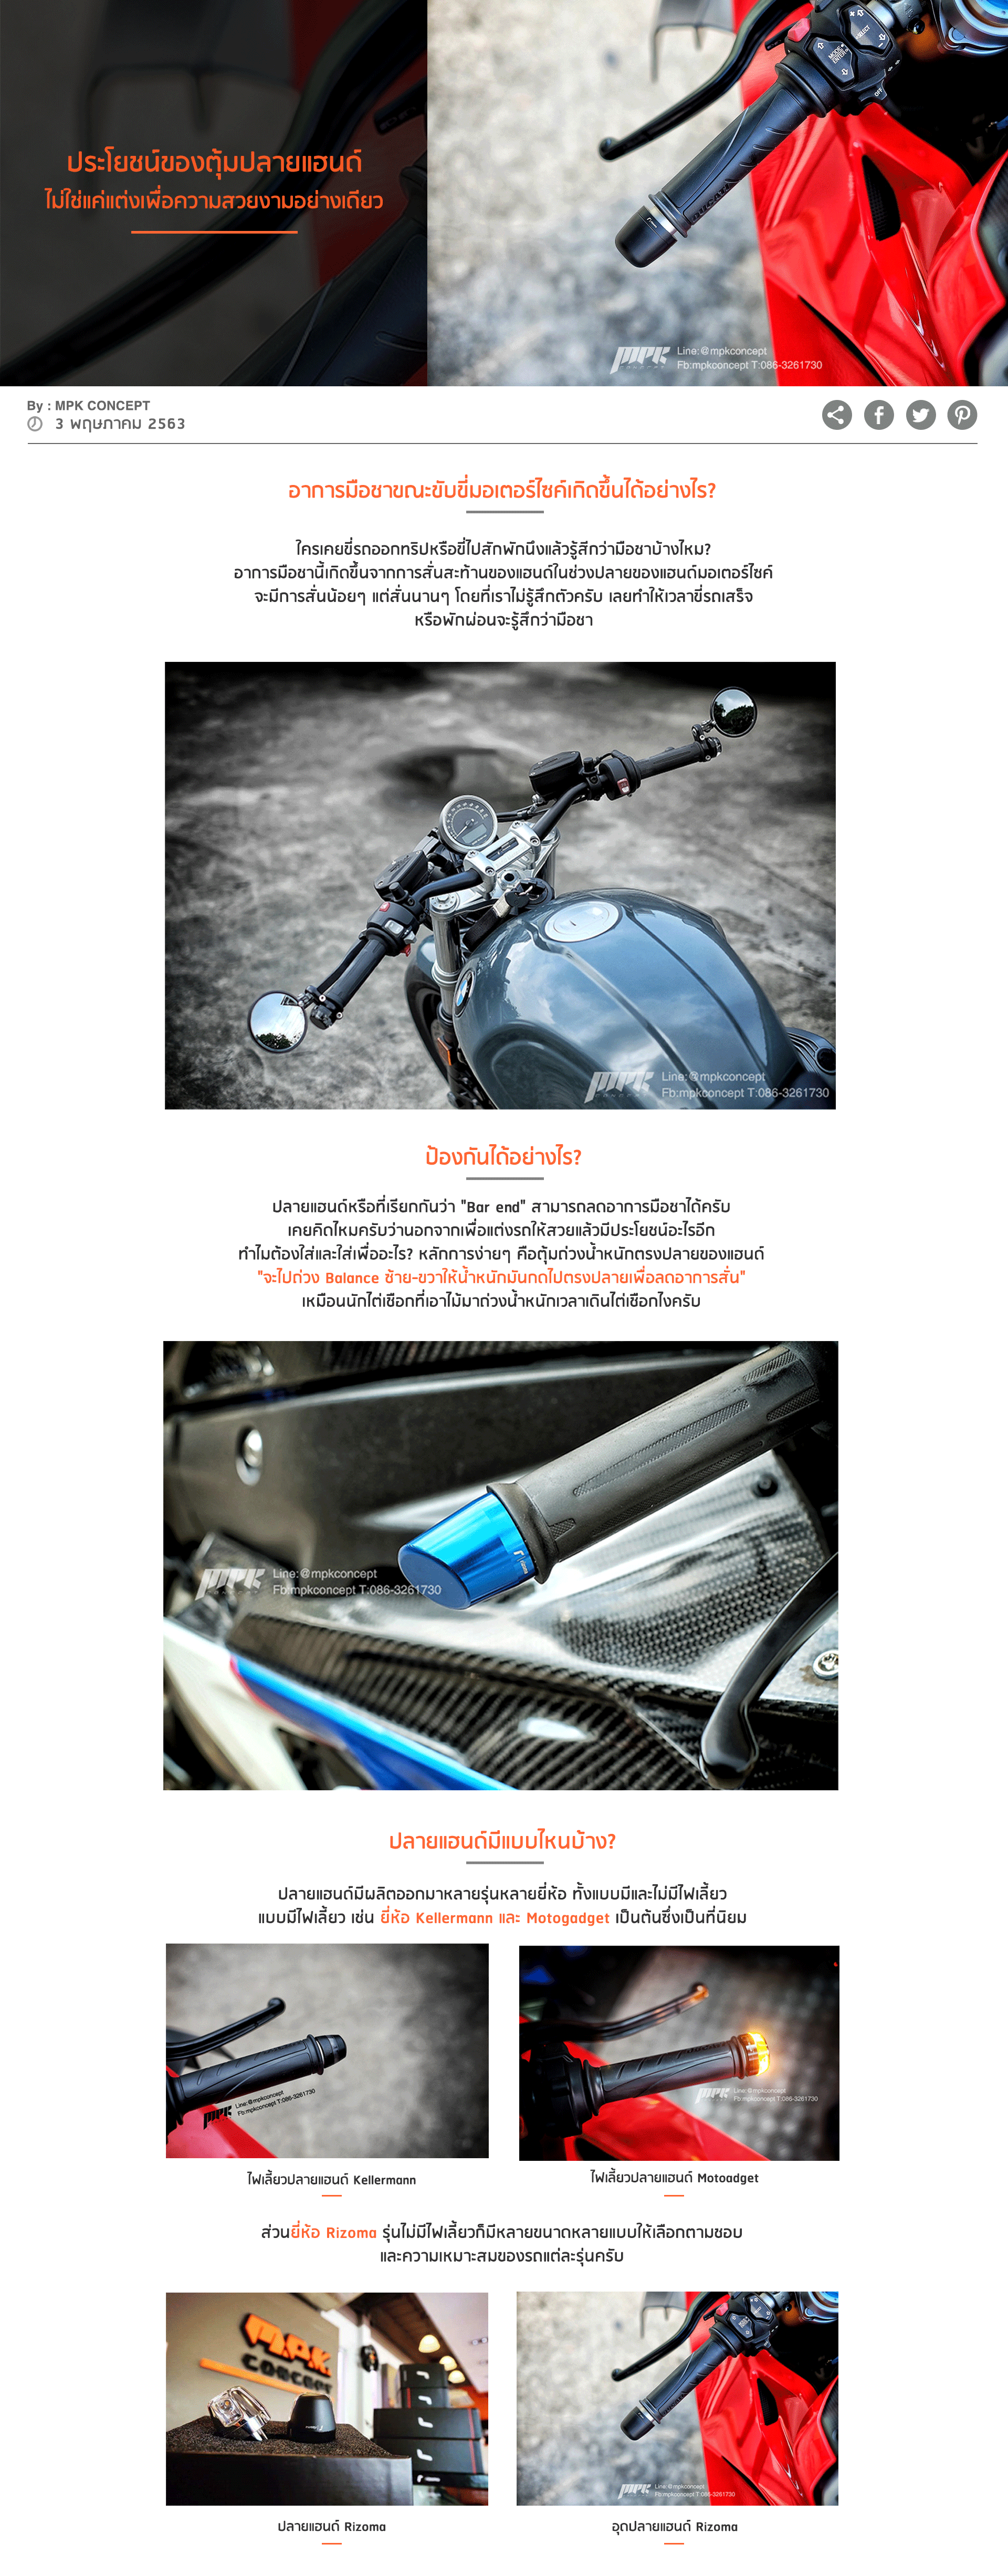 ประโยชน์ของตุ้มปลายแฮนด์
ไม่ใช่แค่แต่งเพื่อความสวยงามอย่างเดียว
MODE
ENTER
SELECT
OFF
MPK
Line:@mpkconcept
Fb:mpkconcept T:086-3261730
By : MPK CONCEPT
3 พฤษภาคม 2563
อาการมือชาขณะขับขี่มอเตอร์ไซค์เกิดขึ้นได้อย่างไร?
ใครเคยขี่รถออกทริปหรือขี่ไปสักพักนึงแล้วรู้สึกว่ามือชาบ้างไหม?
อาการมือชานี้เกิดขึ้นจากการสั่นสะท้านของแฮนด์ในช่วงปลายของแฮนด์มอเตอร์ไซค์
จะมีการสั่นน้อยๆ แต่สั่นนานๆ โดยที่เราไม่รู้สึกตัวครับ เลยทำให้เวลาขี่รถเสร็จ
หรือพักผ่อนจะรู้สึกว่ามือชา
MPK
Line:@mpkconcept
Fb:mpkconcept T:086-3261730
ป้องกันได้อย่างไร?
ปลายแฮนด์หรือที่เรียกกันว่า "Bar end" สามารถลดอาการมือชาได้ครับ
เคยคิดไหมครับว่านอกจากเพื่อแต่งรถให้สวยแล้วมีประโยชน์อะไรอีก
ทำไมต้องใส่และใส่เพื่ออะไร? หลักการง่ายๆ คือตุ้มถ่วงน้ำหนักตรงปลายของแฮนด์
"จะไปถ่วง Balance ซ้าย-ขวาให้น้ำหนักมันกดไปตรงปลายเพื่อลดอาการสั่น"
เหมือนนักไต่เชือกที่เอาไม้มาถ่วงน้ำหนักเวลาเดินไต่เชือกไงครับ
MPK
Line:@mpkconcept
Fb:mpkconcept T:086-3261730
ปลายแฮนด์มีแบบไหนบ้าง?
ปลายแฮนด์มีผลิตออกมาหลายรุ่นหลายยี่ห้อ ทั้งแบบมีและไม่มีไฟเลี้ยว
แบบมีไฟเลี้ยว เช่น ยี่ห้อ Kellermann และ Motogadget เป็นต้นซึ่งเป็นที่นิยม
MPK
Line:@mpkconcept
Fb:mpkconcept T:086-3261730
MPK
Line:@mpkconcept
Fb:mpkconcept T:086-3261730
ไฟเลี้ยวปลายแฮนด์ Kellermann
ไฟเลี้ยวปลายแฮนด์ Motoadget
ส่วนยี่ห้อ Rizoma รุ่นไม่มีไฟเลี้ยวก็มีหลายขนาดหลายแบบให้เลือกตามชอบ
และความเหมาะสมของรถแต่ละรุ่นครับ
M.P.K.
CONCEPT
MPK
Line:@mpkconcept
Fb:mpkconcept T:086-3261730
ปลายแฮนด์ Rizoma
อุดปลายแฮนด์ Rizoma